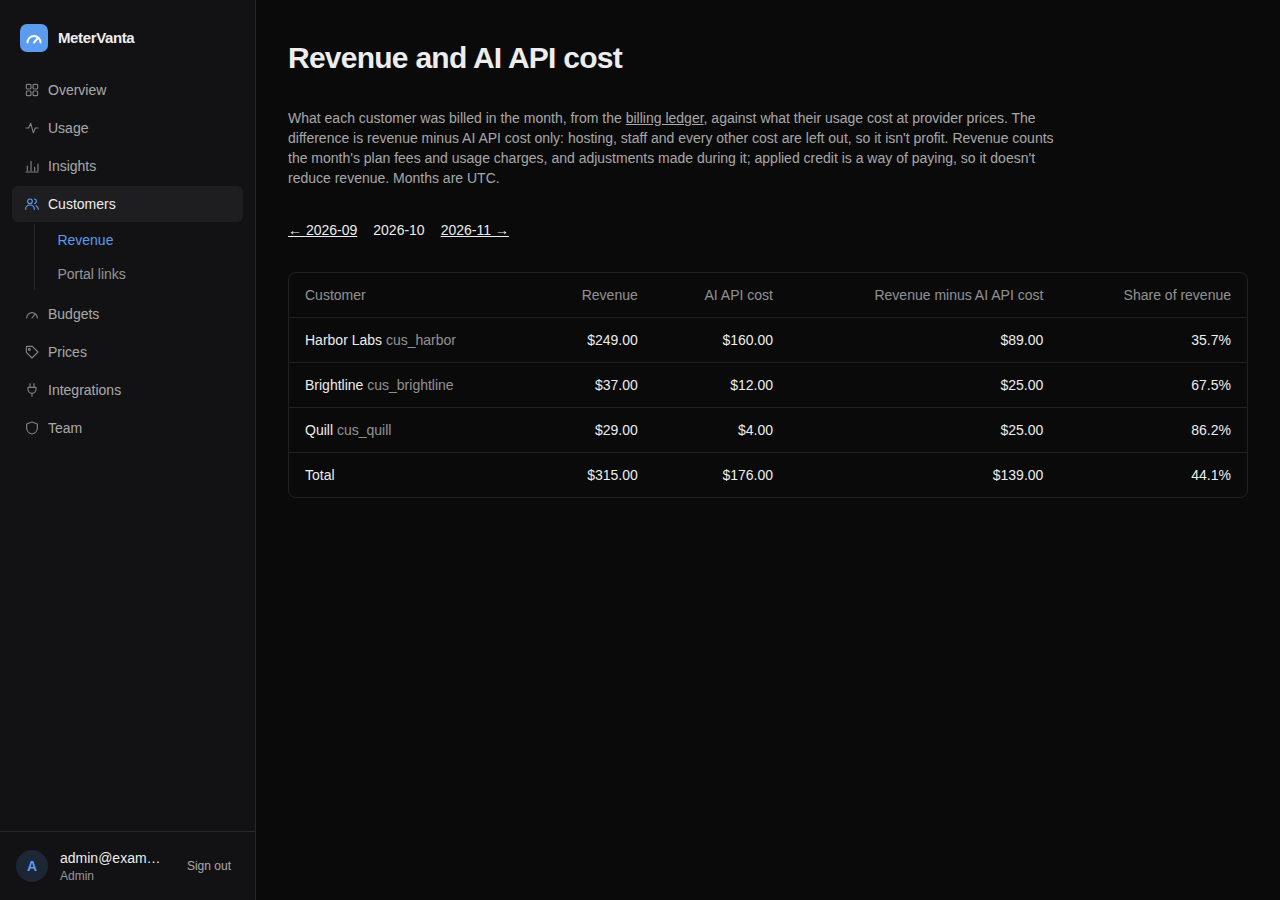 MeterVanta
Overview
Usage
Insights
Customers
Revenue
Portal links
Budgets
Prices
Integrations
Team
A
admin@exam…
Admin
Sign out
Revenue and AI API cost
What each customer was billed in the month, from the billing ledger, against what their usage cost at provider prices. The
difference is revenue minus AI API cost only: hosting, staff and every other cost are left out, so it isn't profit. Revenue counts
the month's plan fees and usage charges, and adjustments made during it; applied credit is a way of paying, so it doesn't
reduce revenue. Months are UTC.
← 2026-09 2026-10 2026-11 →
Customer Revenue AI API cost Revenue minus AI API cost Share of revenue
Harbor Labs cus_harbor $249.00 $160.00 $89.00 35.7%
Brightline cus_brightline $37.00 $12.00 $25.00 67.5%
Quill cus_quill $29.00 $4.00 $25.00 86.2%
Total $315.00 $176.00 $139.00 44.1%